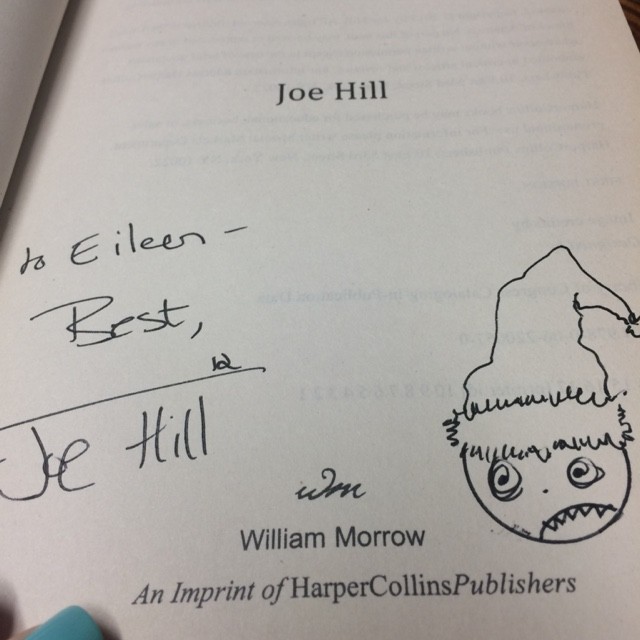 Joe Hill
to Eileen –
Best,
Joe Hill
wm
William Morrow
An Imprint of HarperCollinsPublishers